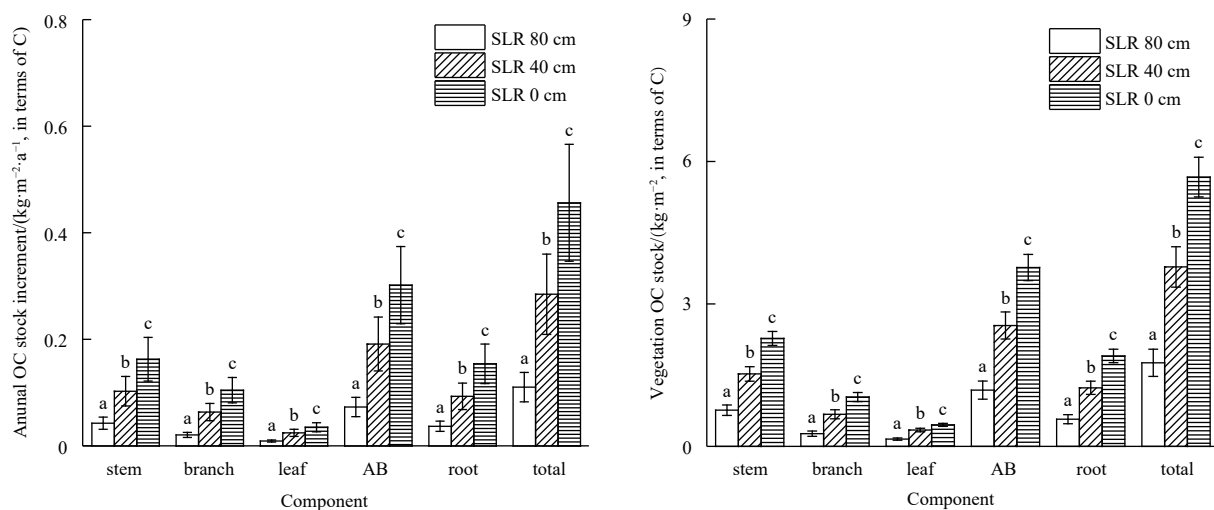 0.8
0.6
0.4
0.2
0
Anunal OC stock increment/(kg·m⁻²·a⁻¹, in terms of C)
SLR 80 cm
SLR 40 cm
SLR 0 cm
a b c
a b c
a b c
a b c
a b c
a b c
stem branch leaf AB root total
Component
9
6
3
0
Vegetation OC stock/(kg·m⁻², in terms of C)
SLR 80 cm
SLR 40 cm
SLR 0 cm
a b c
a b c
a b c
a b c
a b c
a b c
stem branch leaf AB root total
Component